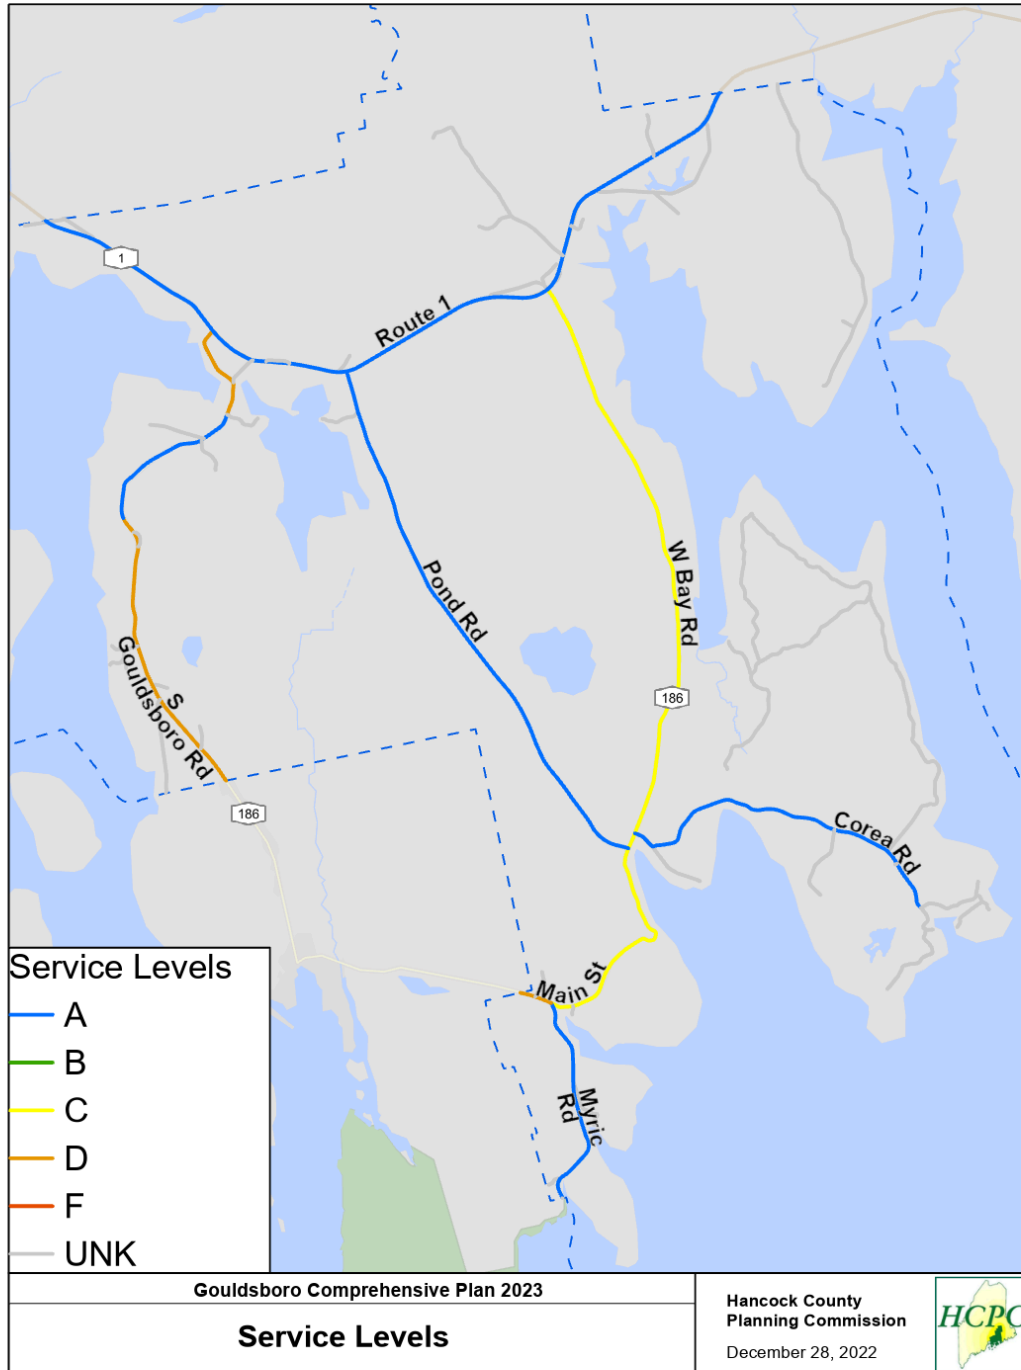 1
Route 1
Pond Rd
W Bay Rd
186
S
Gouldsboro Rd
186
Corea Rd
Main St
Myric
Rd
Service Levels
A
B
C
D
F
UNK
Gouldsboro Comprehensive Plan 2023
Service Levels
Hancock County
Planning Commission
December 28, 2022
HCPC